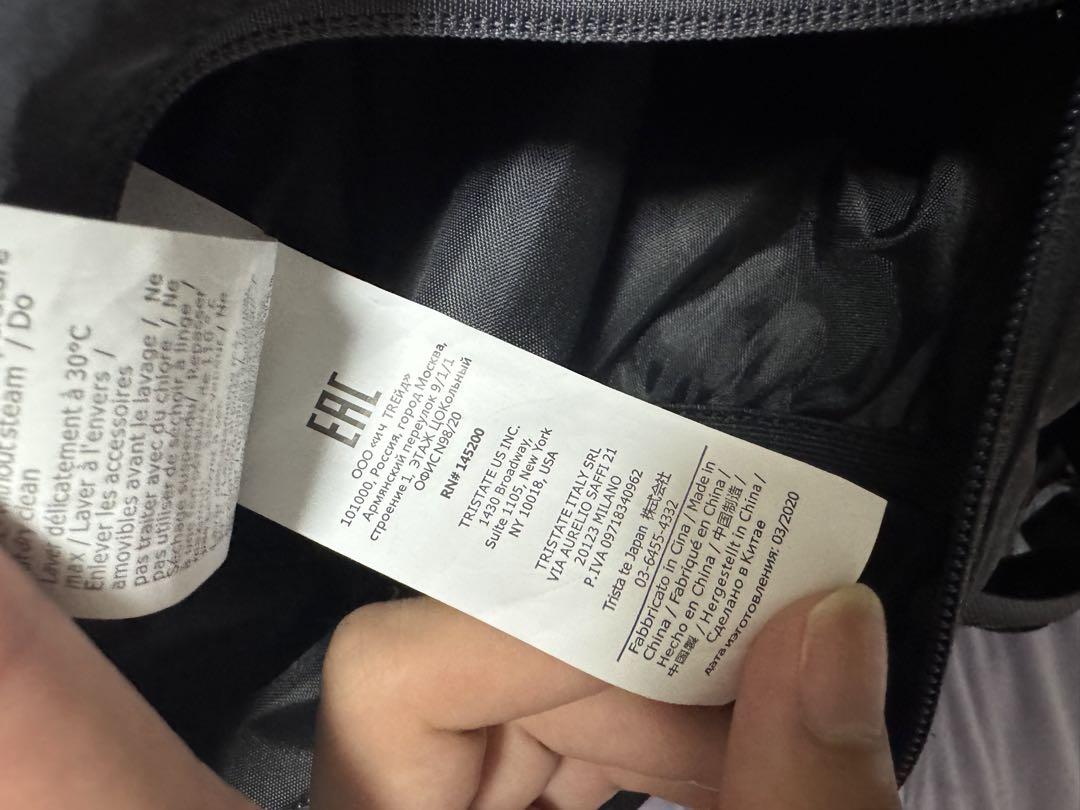 without steam / Do
clean
Laver délicatement à 30°C
max / Layer à l'envers /
Enlever les accessoires
amovibles avant le lavage / Ne
pas traiter avec du chlore / Ne
pas utiliser de séchoir à linge /
EAC
ООО «ич TREйД»
101000, Россия, город Москва,
Армянский переулок 9/1/1
строение 1, ЭТАЖ ЦОКольный
ОФИС N98/20
RN# 145200
TRISTATE US INC.
1430 Broadway,
Suite 1105, New York
NY 10018, USA
TRISTATE ITALY SRL
VIA AURELIO SAFFI 21
20123 MILANO
P.IVA 09718340962
Trista te Japan 株式会社
03-6455-4332
Fabbricato in Cina / Made in
China / Fabriqué en China /
Hecho en China / 中国制造 /
中国製 / Hergestellt in China /
Сделано в Китае
Дата изготовления: 03/2020